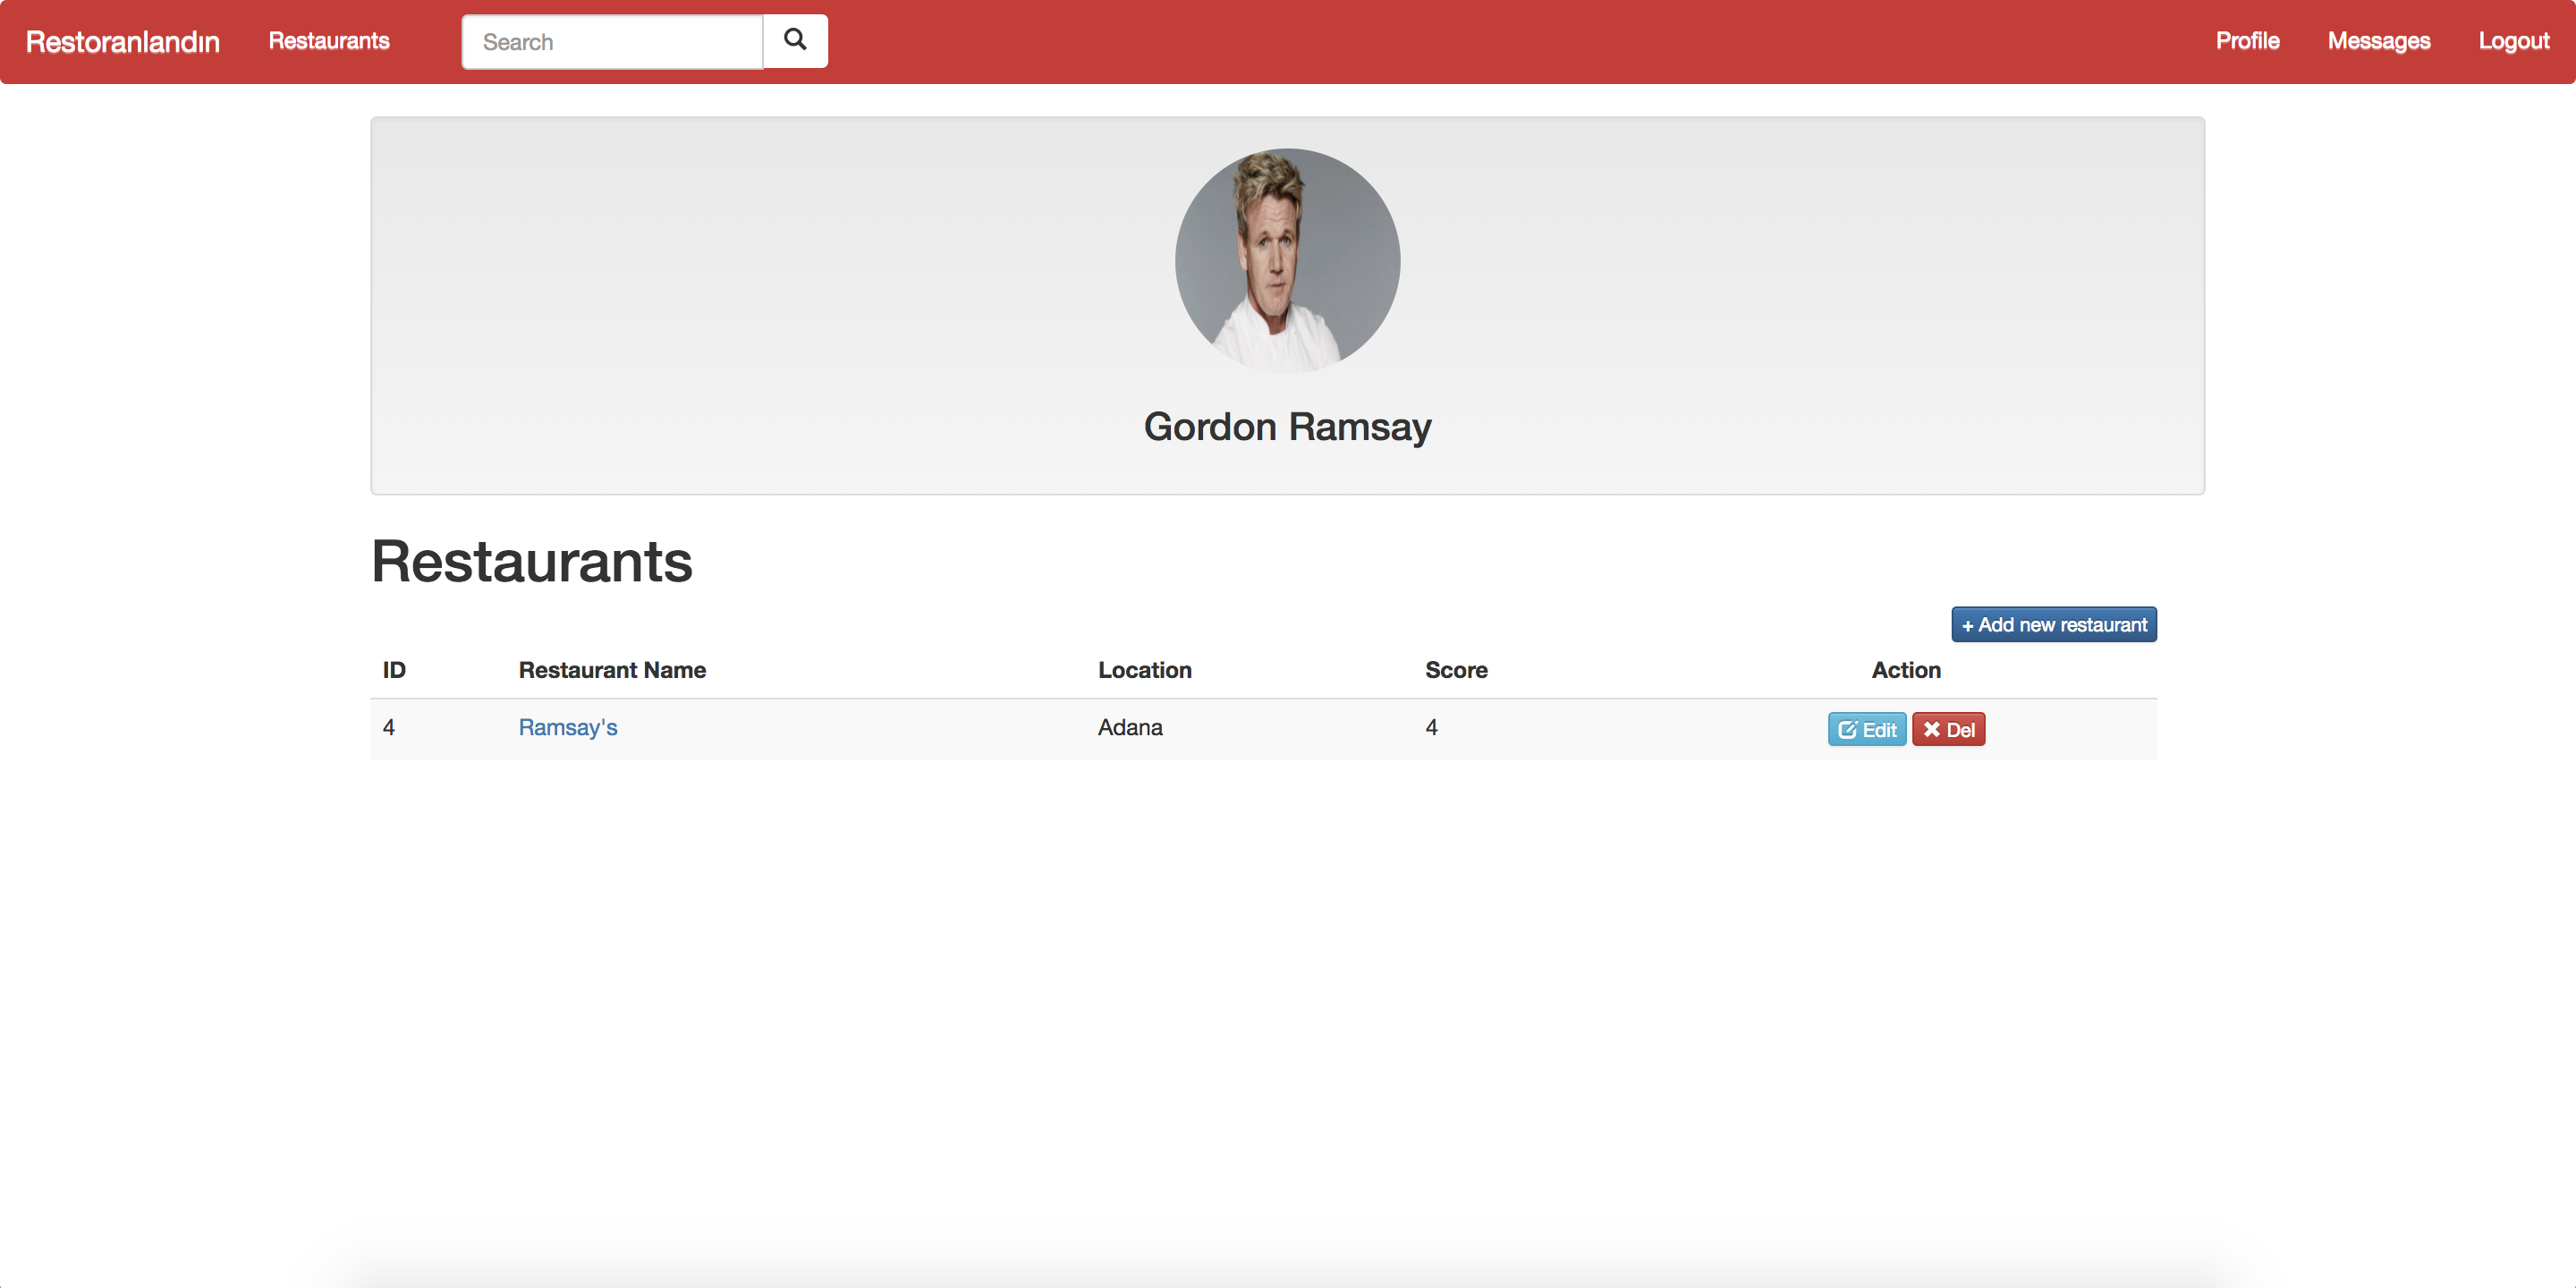 Restoranlandın Restaurants Search Profile Messages Logout
Gordon Ramsay
Restaurants
+ Add new restaurant
ID Restaurant Name Location Score Action
4 Ramsay's Adana 4 Edit Del